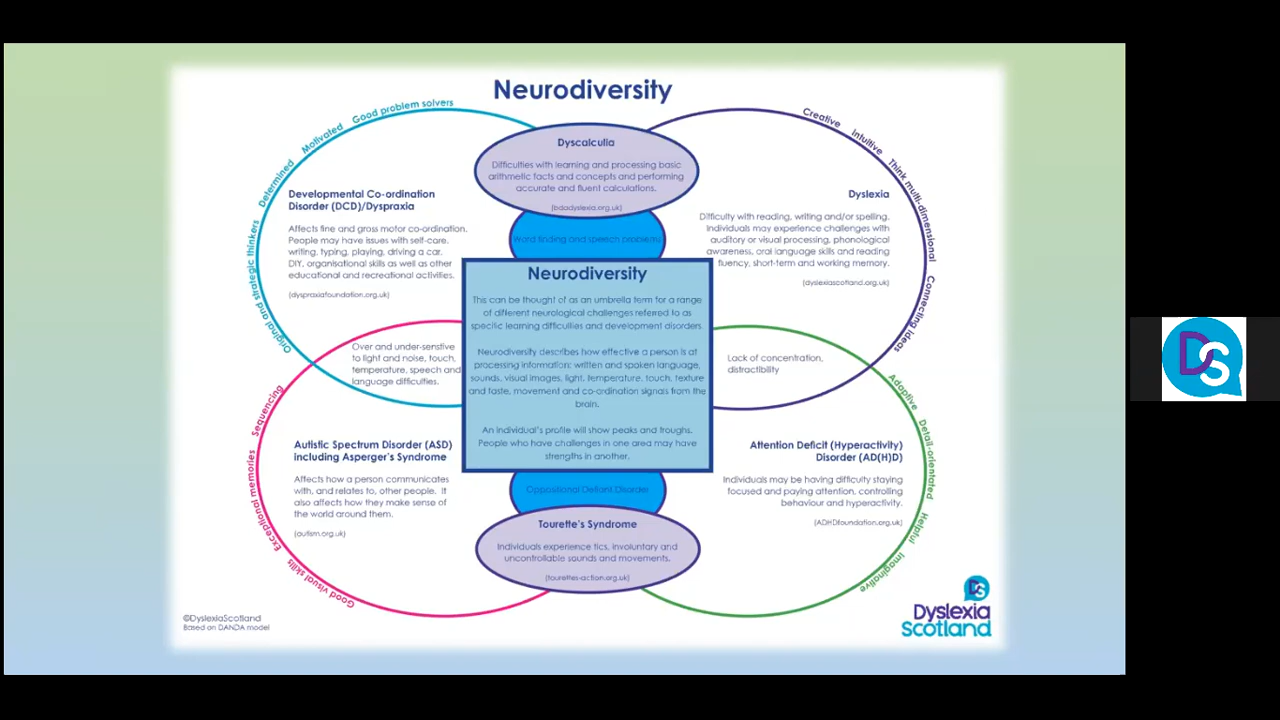 Neurodiversity
Good problem solvers
Motivated
Determined
Original and strategic thinkers
Developmental Co-ordination
Disorder (DCD)/Dyspraxia
Affects fine and gross motor co-ordination.
People may have issues with self-care.
writing, typing, playing, driving a car.
DIY, organisational skills as well as other
educational and recreational activities.
(dyspraxiafoundation.org.uk)
Dyscalculia
Difficulties with learning and processing basic
arithmetic facts and concepts and performing
accurate and fluent calculations.
(bdadyslexia.org.uk)
Word finding and speech problems
Creative
Intuitive
Think multi-dimensional
Connecting ideas
Dyslexia
Difficulty with reading, writing and/or spelling.
Individuals may experience challenges with
auditory or visual processing, phonological
awareness, oral language skills and reading
fluency, short-term and working memory.
(dyslexiascotland.org.uk)
Neurodiversity
This can be thought of as an umbrella term for a range
of different neurological challenges referred to as
specific learning difficulties and development disorders
Neurodiversity describes how effective a person is at
processing information: written and spoken language,
sounds, visual images, light, temperature, touch, texture
and taste, movement and co-ordination signals from the
brain.
An individual's profile will show peaks and troughs.
People who have challenges in one area may have
strengths in another.
Over and under-senstive
to light and noise, touch,
temperature, speech and
language difficulties.
Lack of concentration,
distractibility
Sequencing
Exceptional memories
Good visual skills
Autistic Spectrum Disorder (ASD)
including Asperger's Syndrome
Affects how a person communicates
with, and relates to, other people. It
also affects how they make sense of
the world around them.
(autism.org.uk)
Oppositional Defiant Disorder
Tourette's Syndrome
Individuals experience tics, involuntary and
uncontrollable sounds and movements.
(tourettes-action.org.uk)
Adaptive
Detail-orientated
Helpful
Imaginative
Attention Deficit (Hyperactivity)
Disorder (AD(H)D)
Individuals may be having difficulty staying
focused and paying attention, controlling
behaviour and hyperactivity.
(ADHDfoundation.org.uk)
©DyslexiaScotland
Based on DANDA model
DS
Dyslexia
Scotland
DS